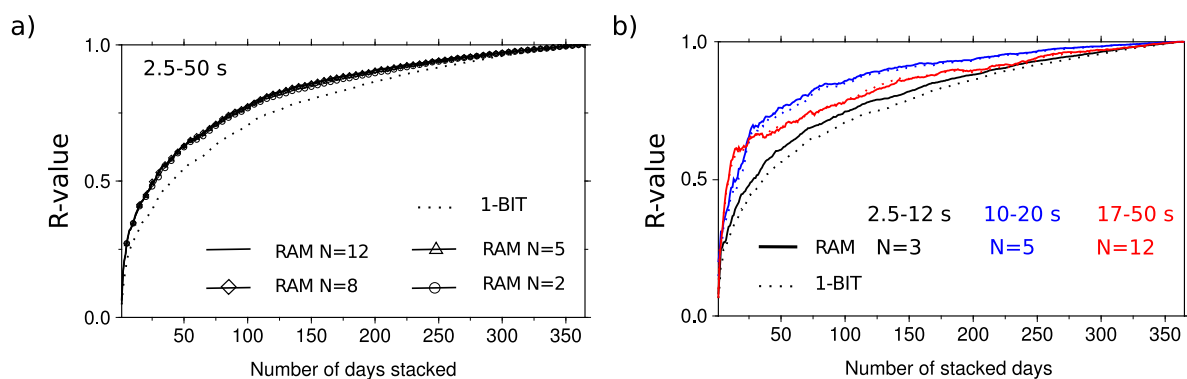 a)
R-value
1.0
0.5
0.0
2.5-50 s
1-BIT
RAM N=12
RAM N=5
RAM N=8
RAM N=2
50 100 150 200 250 300 350
Number of days stacked
b)
R-value
1.0
0.5
0.0
2.5-12 s 10-20 s 17-50 s
RAM N=3 N=5 N=12
1-BIT
50 100 150 200 250 300 350
Number of stacked days